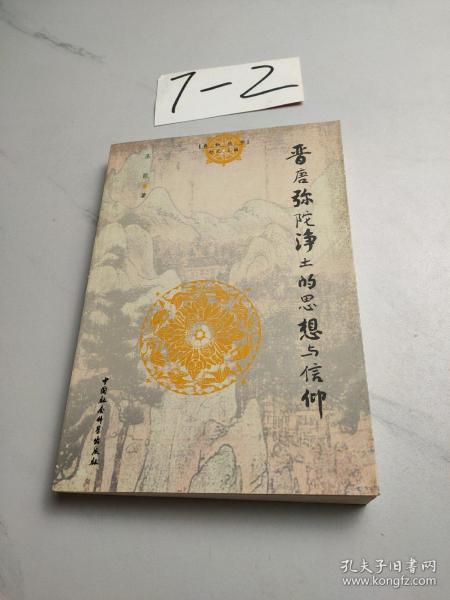 7-2
晋唐弥陀净土的思想与信仰
著
中国社会科学出版社
孔夫子旧书网
www.kongfz.com